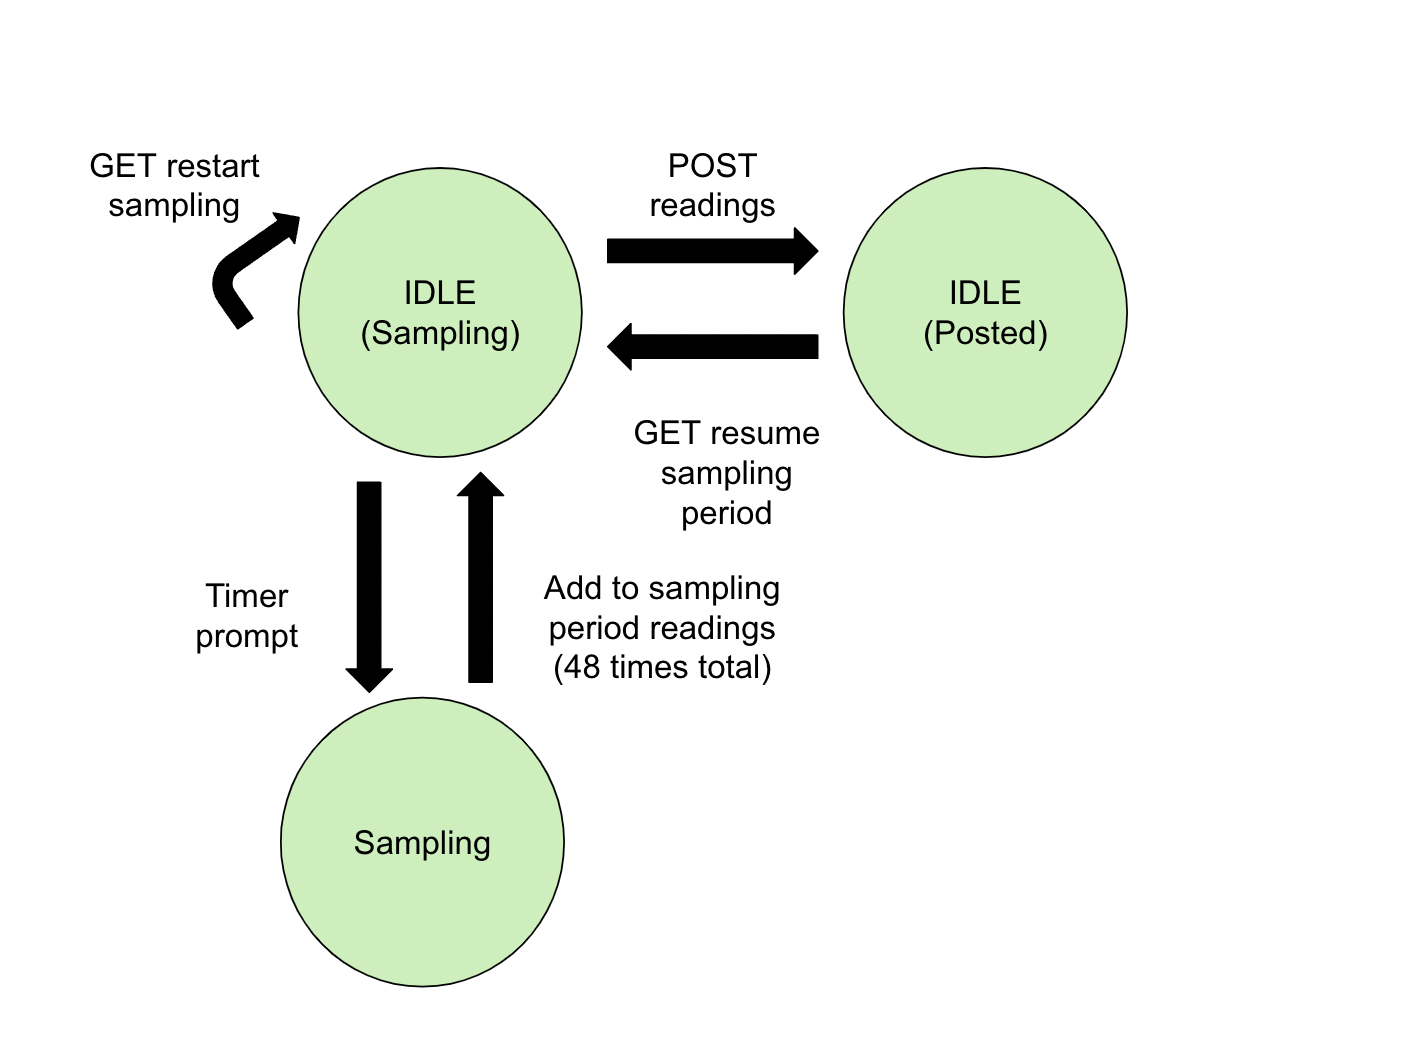 GET restart
sampling
POST
readings
IDLE
(Sampling)
IDLE
(Posted)
GET resume
sampling
period
Timer
prompt
Add to sampling
period readings
(48 times total)
Sampling